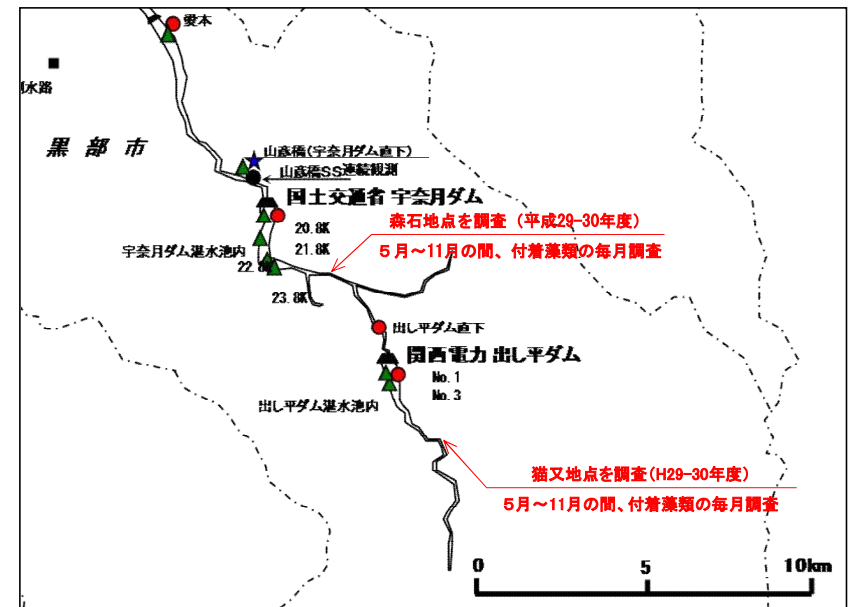 愛本
水路
黒部市
山彦橋(宇奈月ダム直下)
山彦橋SS連続観測
国土交通省 宇奈月ダム
20.8K
森石地点を調査 (平成29-30年度)
21.8K
5月～11月の間、付着藻類の毎月調査
宇奈月ダム湛水池内
22.8
23.8K
出し平ダム直下
関西電力 出し平ダム
No.1
No.3
出し平ダム湛水池内
猫又地点を調査(H29-30年度)
5月～11月の間、付着藻類の毎月調査
0 5 10km